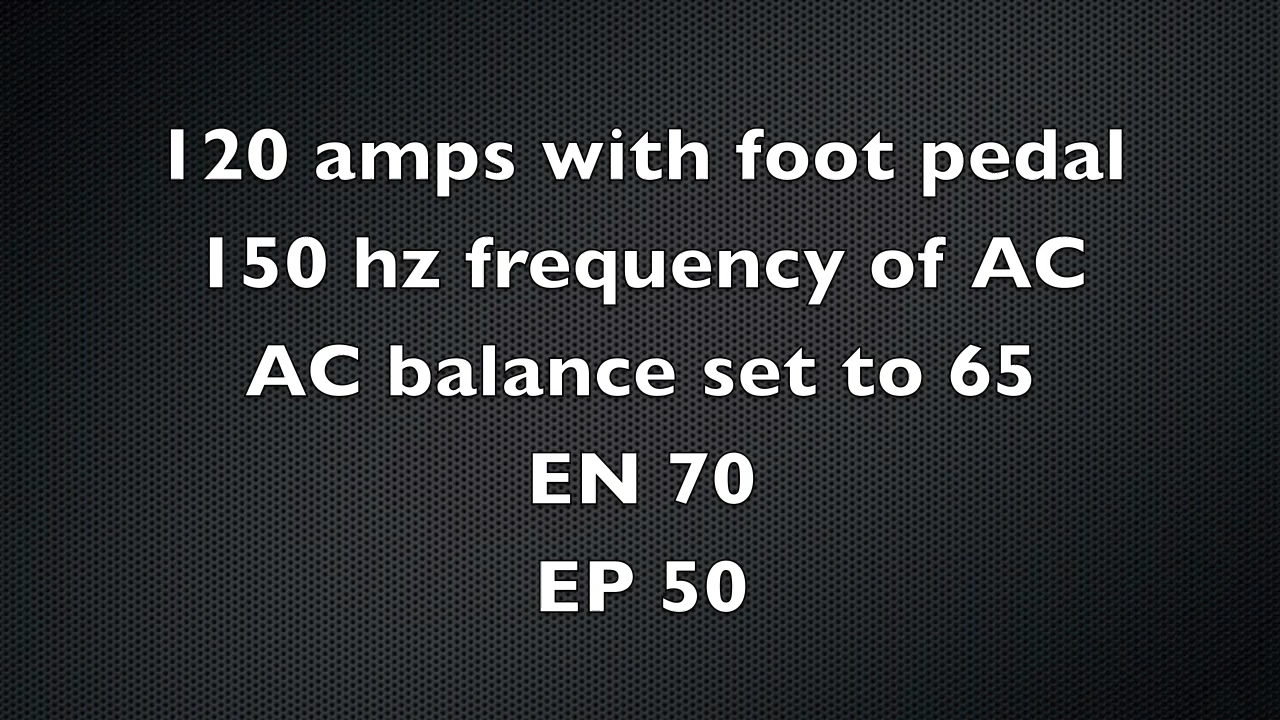 120 amps with foot pedal
150 hz frequency of AC
AC balance set to 65
EN 70
EP 50